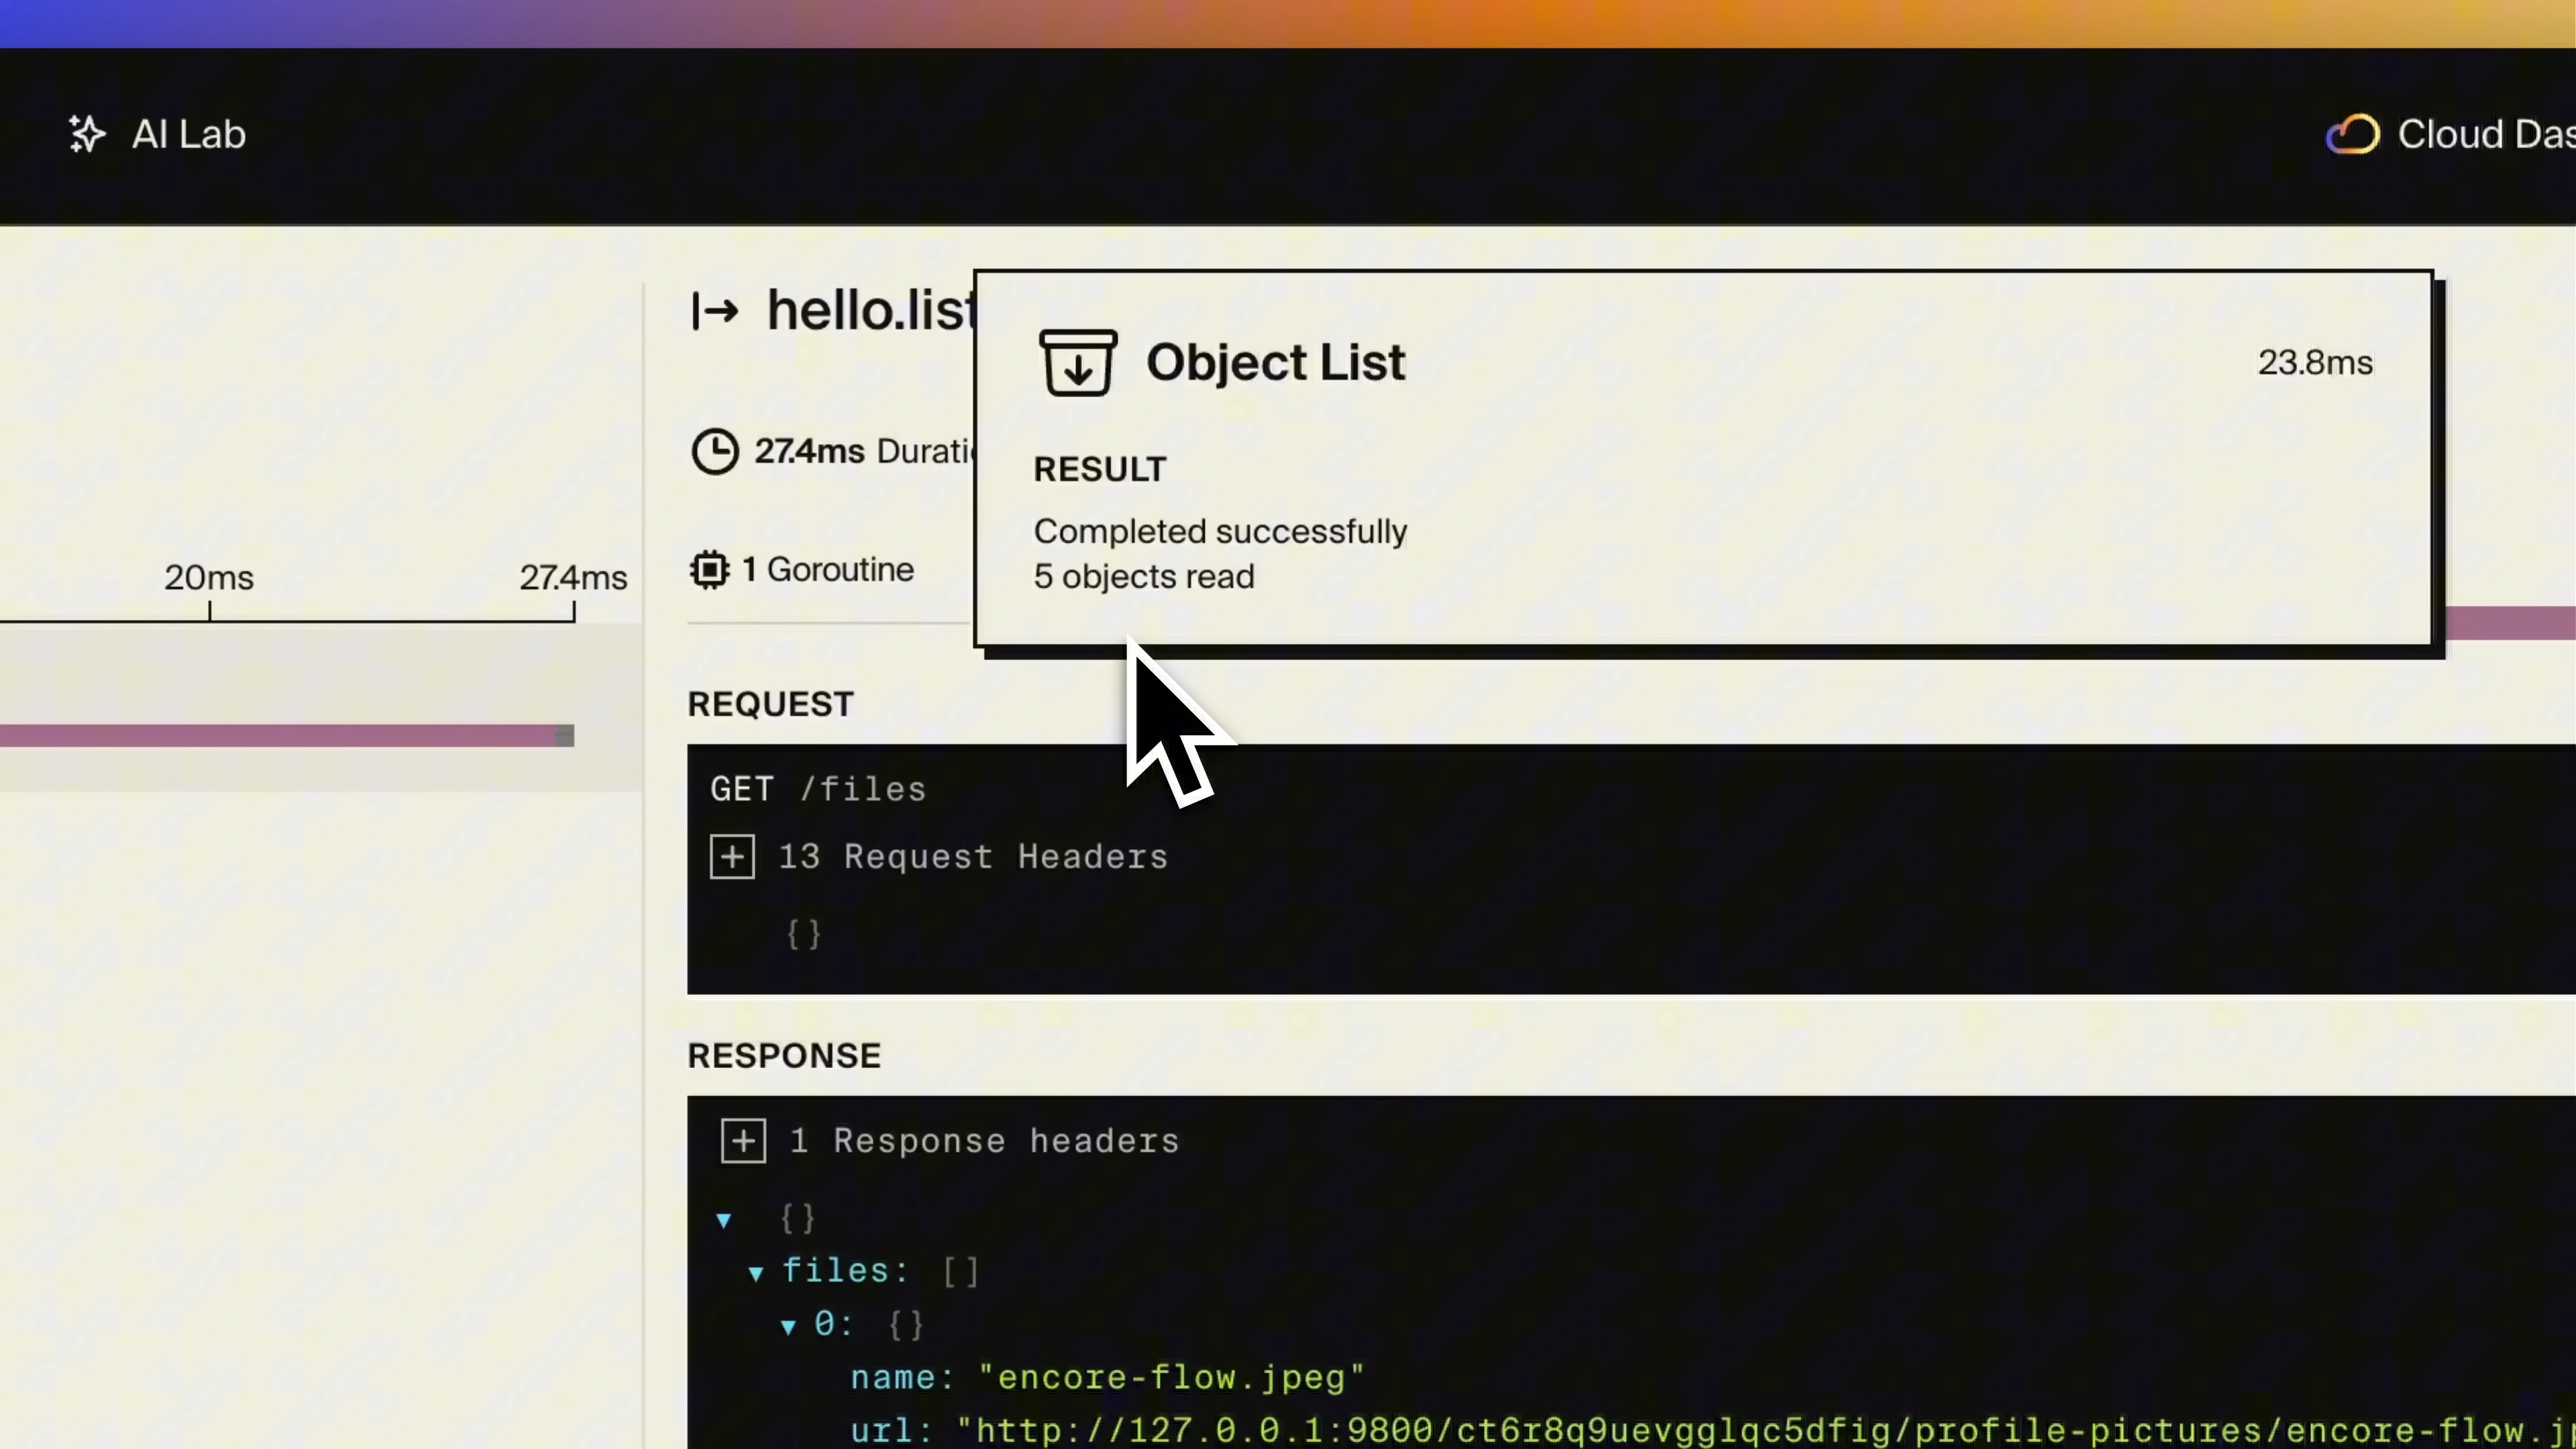 AI Lab
Cloud Das
hello.list
Object List
23.8ms
27.4ms Duratio
RESULT
Completed successfully
5 objects read
1 Goroutine
20ms
27.4ms
REQUEST
GET /files
13 Request Headers
{}
RESPONSE
1 Response headers
{}
files: []
0: {}
name: "encore-flow.jpeg"
url: "http://127.0.0.1:9800/ct6r8q9uevgglqc5dfig/profile-pictures/encore-flow.j